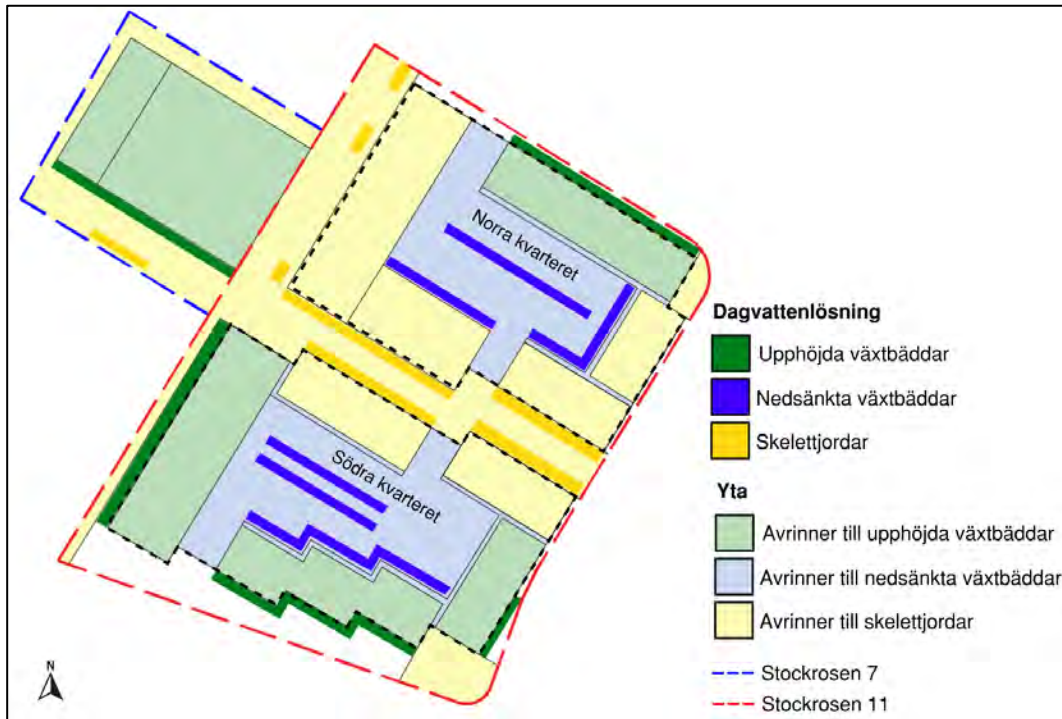 Norra kvarteret
Södra kvarteret
Dagvattenlösning
Upphöjda växtbäddar
Nedsänkta växtbäddar
Skelettjordar
Yta
Avrinner till upphöjda växtbäddar
Avrinner till nedsänkta växtbäddar
Avrinner till skelettjordar
Stockrosen 7
Stockrosen 11
N